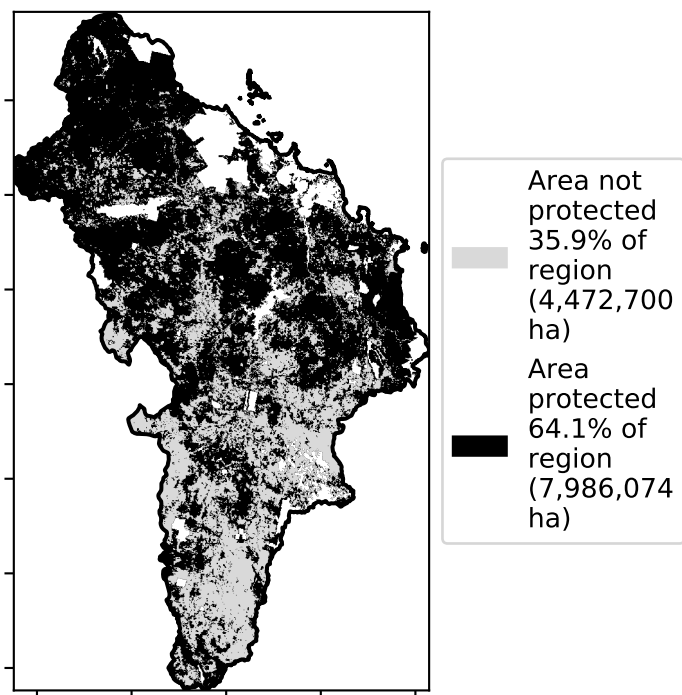 Area not
protected
35.9% of
region
(4,472,700
ha)
Area
protected
64.1% of
region
(7,986,074
ha)